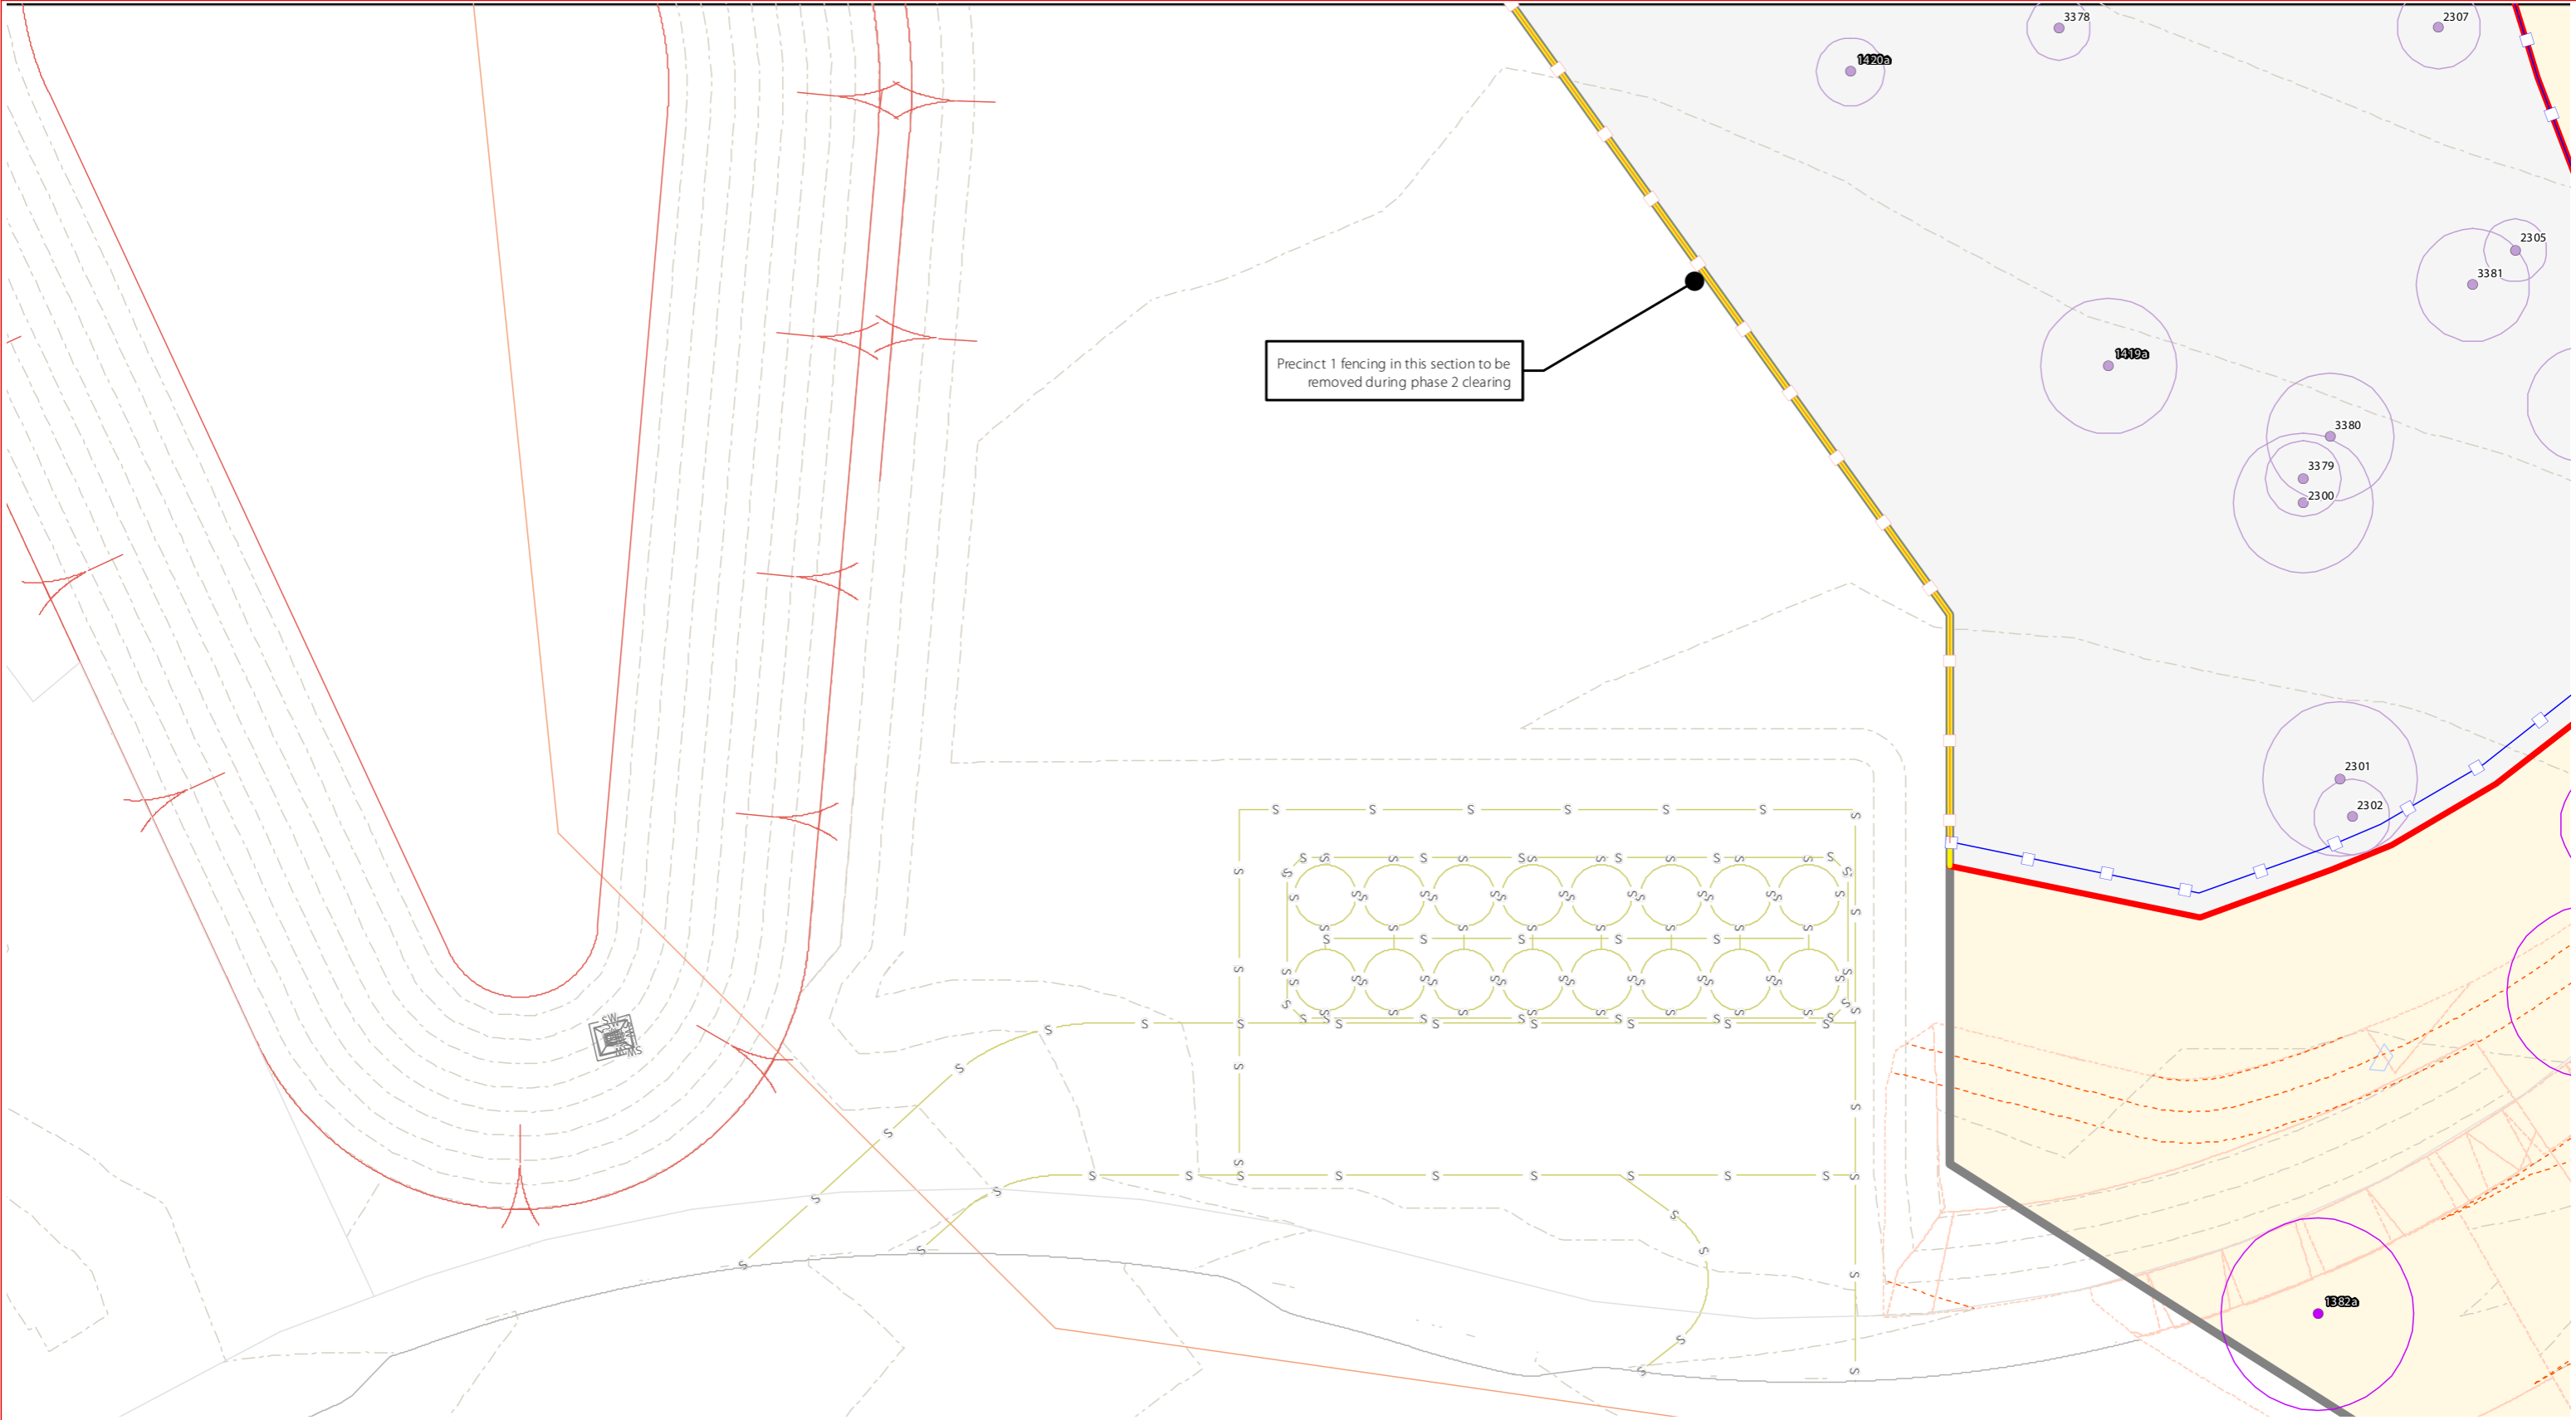 3378
2307
1420a
2305
3381
Precinct 1 fencing in this section to be
removed during phase 2 clearing
1419a
3380
3379
2300
2301
2302
S S S S S S
SW
1382a